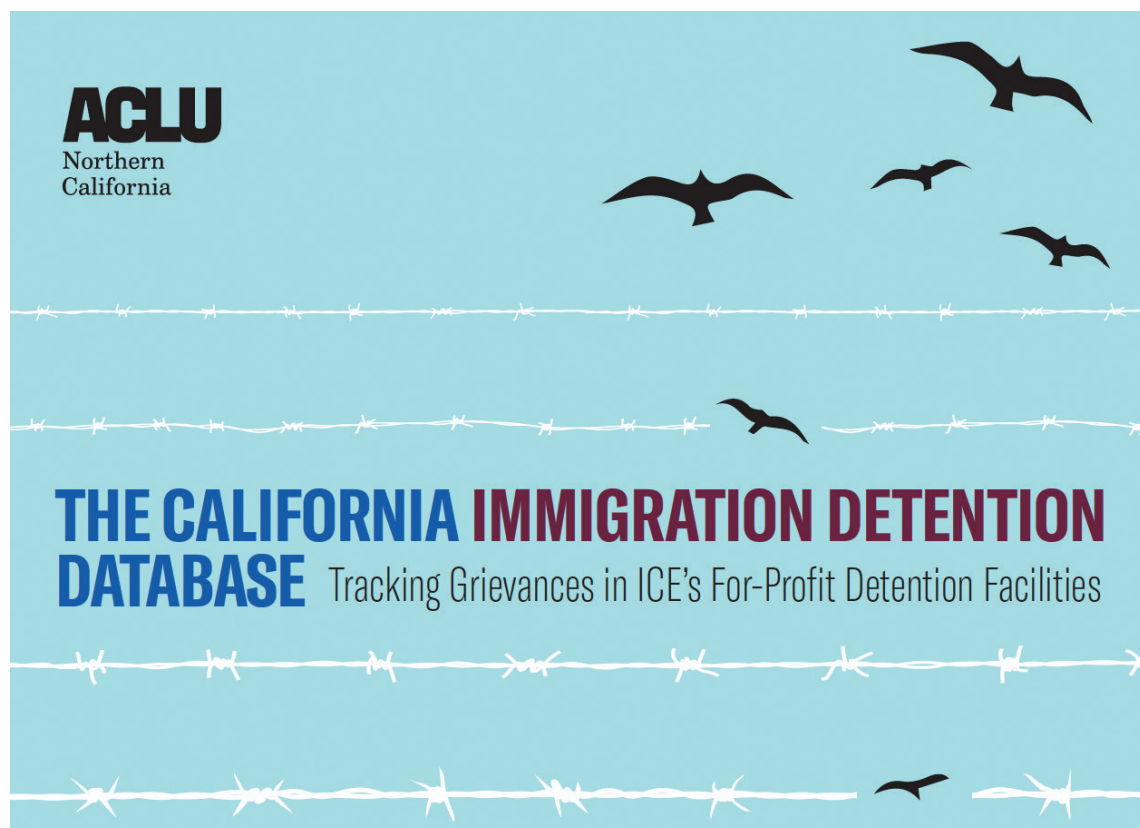 ACLU
Northern
California
THE CALIFORNIA IMMIGRATION DETENTION
DATABASE Tracking Grievances in ICE's For-Profit Detention Facilities